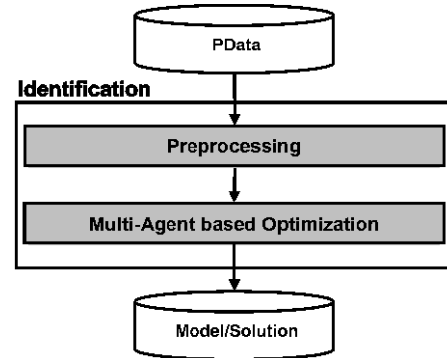 PData
Identification
Preprocessing
Multi-Agent based Optimization
Model/Solution